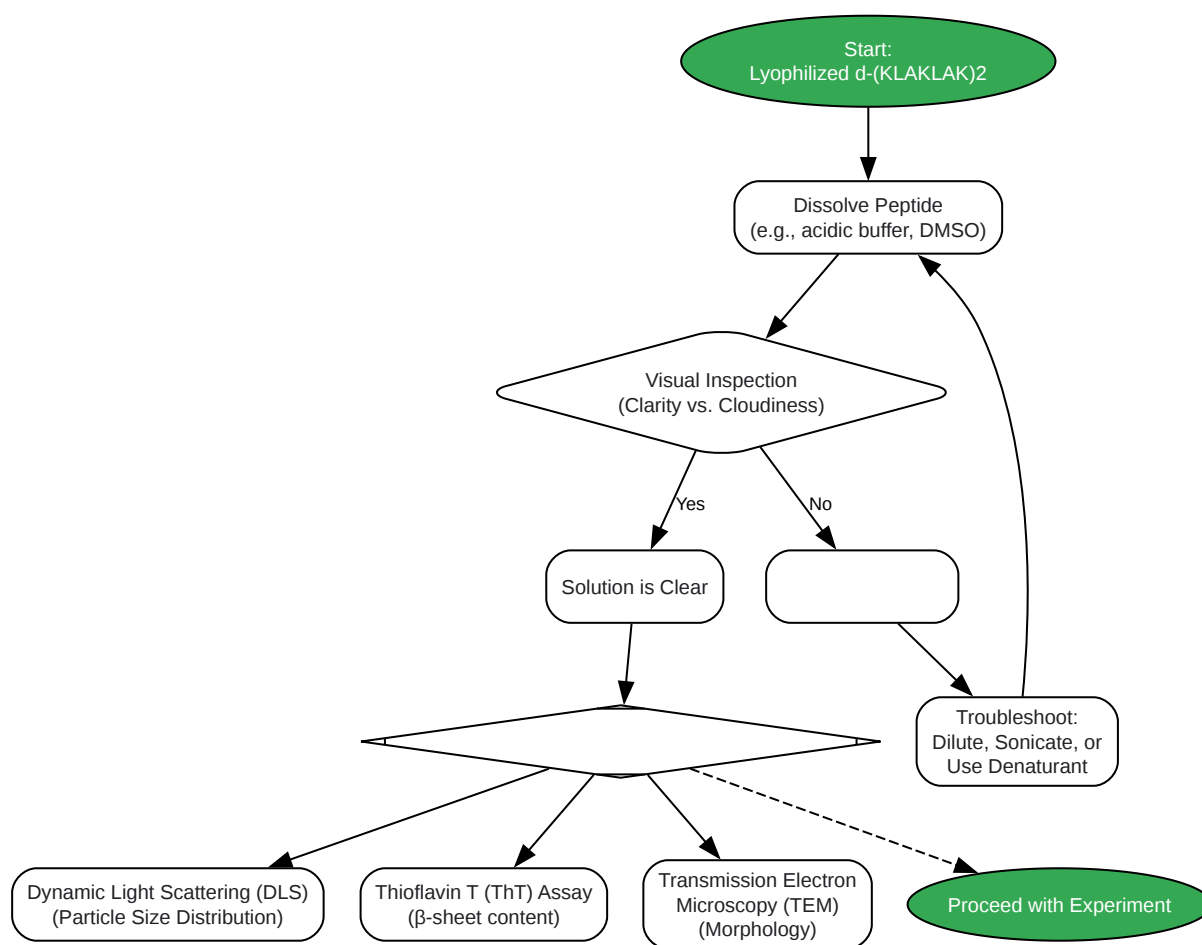 Start:
Lyophilized d-(KLAKLAK)2
Dissolve Peptide
(e.g., acidic buffer, DMSO)
Visual Inspection
(Clarity vs. Cloudiness)
Yes
No
Solution is Clear
Troubleshoot:
Dilute, Sonicate, or
Use Denaturant
Dynamic Light Scattering (DLS)
(Particle Size Distribution)
Thioflavin T (ThT) Assay
(β-sheet content)
Transmission Electron
Microscopy (TEM)
(Morphology)
Proceed with Experiment